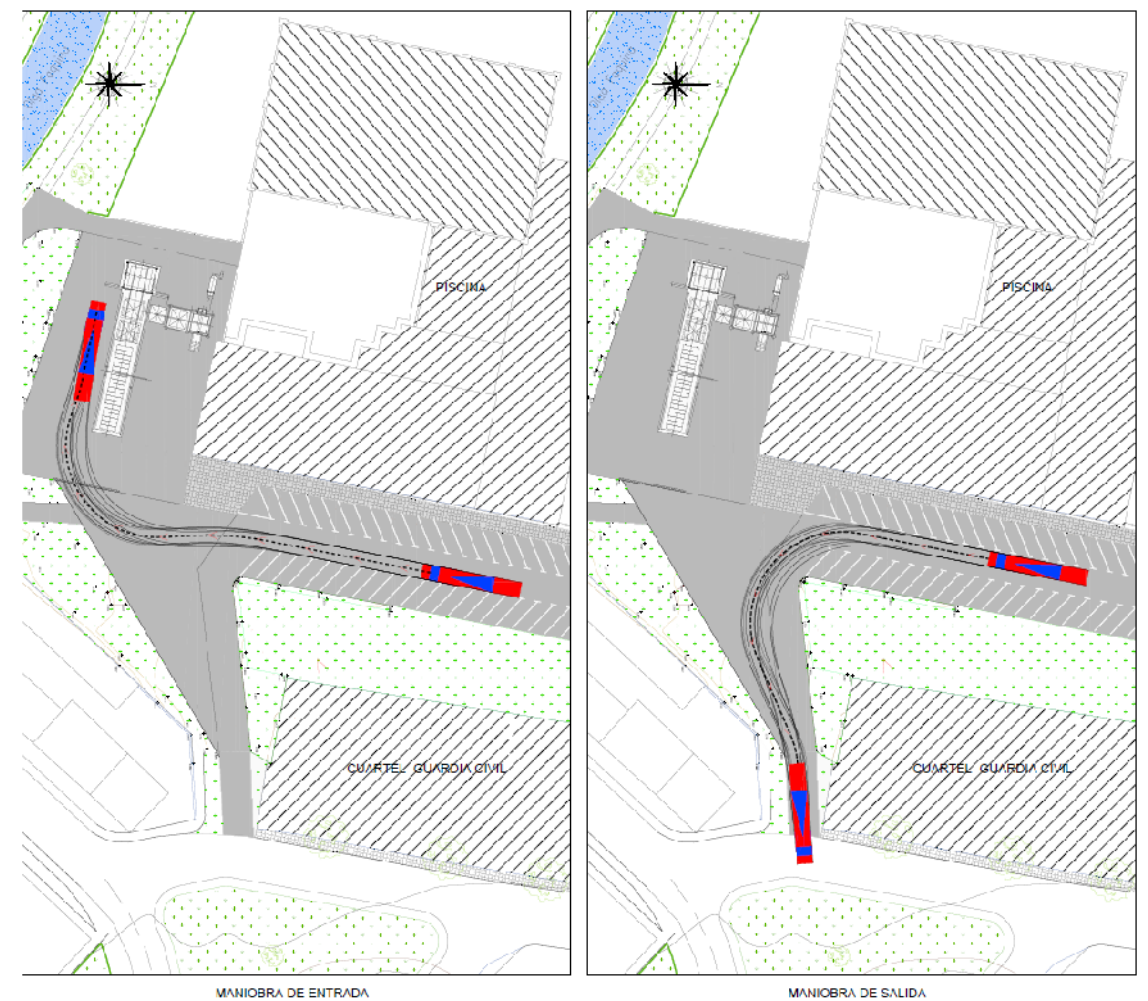 PISCINA
PISCINA
CUARTEL GUARDIA CIVIL
CUARTEL GUARDIA CIVIL
MANIOBRA DE ENTRADA
MANIOBRA DE SALIDA